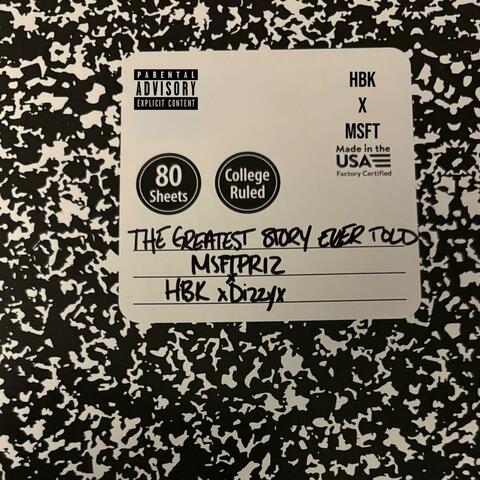 PARENTAL
ADVISORY
EXPLICIT CONTENT
HBK
X
MSFT
Made in the
USA
Factory Certified
80
Sheets
College
Ruled
THE GREATEST STORY EVER TOLD
MSFTPRIZ
x
HBK x Dizzyx